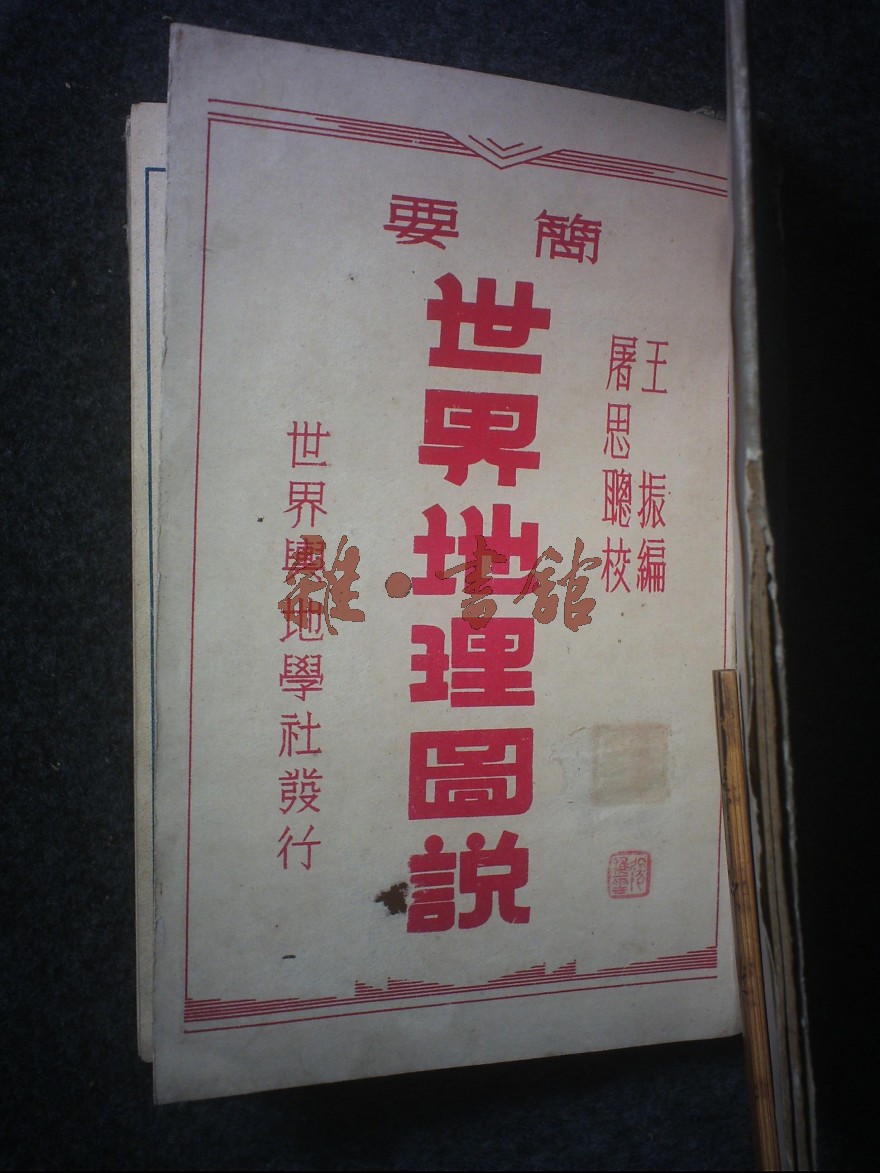 簡要
王振編
屠思聰校
世界地理圖說
世界輿地學社發行
雜·書館